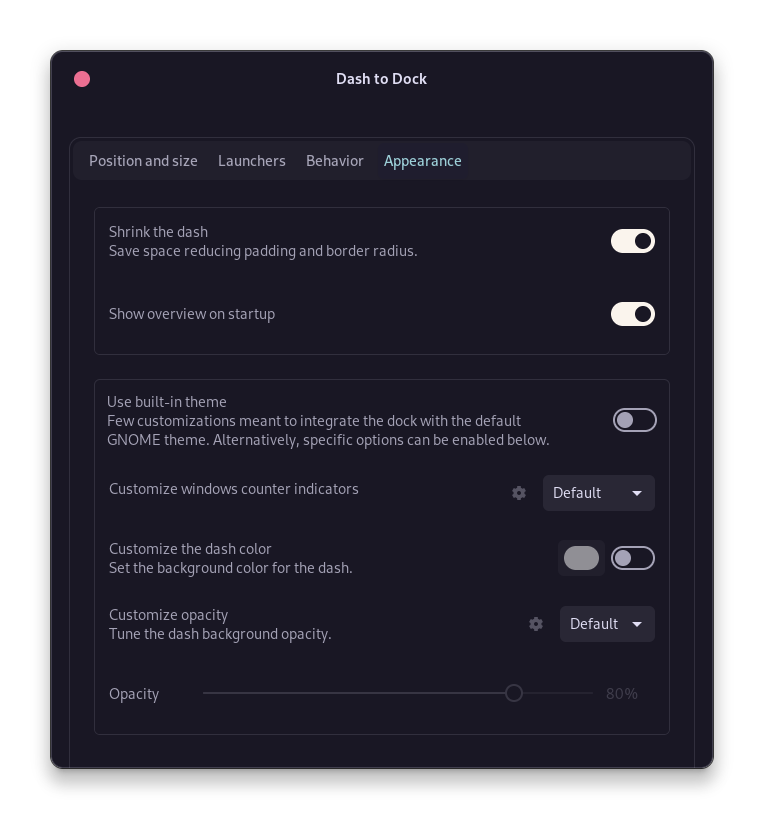 Dash to Dock
Position and size
Launchers
Behavior
Appearance
Shrink the dash
Save space reducing padding and border radius.
Show overview on startup
Use built-in theme
Few customizations meant to integrate the dock with the default
GNOME theme. Alternatively, specific options can be enabled below.
Customize windows counter indicators
Default
Customize the dash color
Set the background color for the dash.
Customize opacity
Tune the dash background opacity.
Default
Opacity
80%